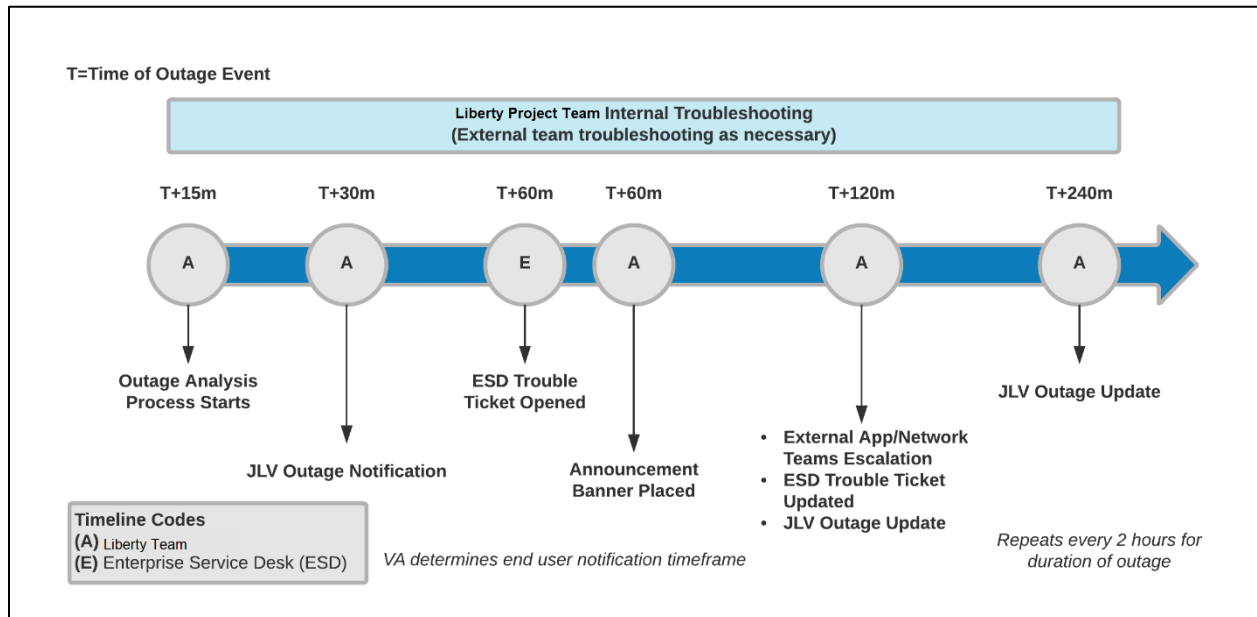 T=Time of Outage Event
Liberty Project Team Internal Troubleshooting
(External team troubleshooting as necessary)
T+15m
T+30m
T+60m
T+60m
T+120m
T+240m
A
A
E
A
A
A
Outage Analysis
Process Starts
JLV Outage Notification
ESD Trouble
Ticket Opened
Announcement
Banner Placed
• External App/Network
Teams Escalation
• ESD Trouble Ticket
Updated
• JLV Outage Update
JLV Outage Update
Timeline Codes
(A) Liberty Team
(E) Enterprise Service Desk (ESD)
VA determines end user notification timeframe
Repeats every 2 hours for
duration of outage